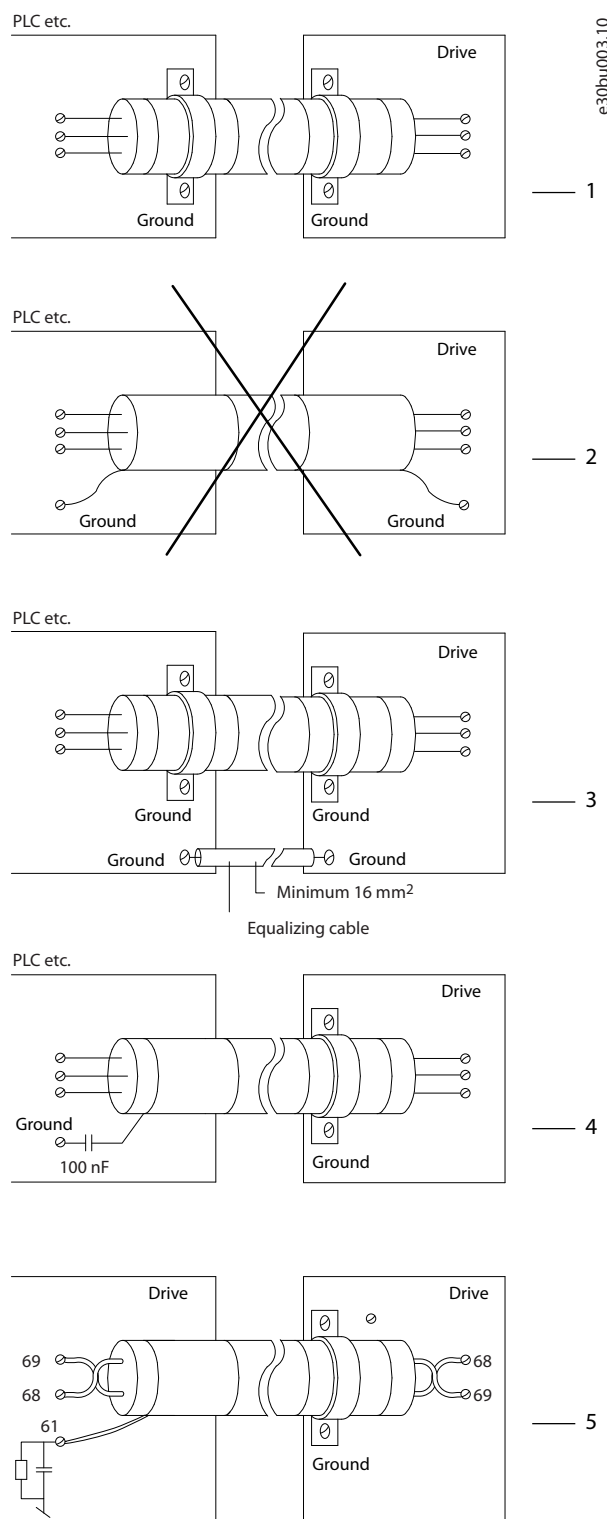 e30bu003.10
PLC etc.
Drive
Ground
Ground
1
PLC etc.
Drive
Ground
Ground
2
PLC etc.
Drive
Ground
Ground
3
Ground
Ground
Minimum 16 mm²
Equalizing cable
PLC etc.
Drive
Ground
100 nF
Ground
4
Drive
Drive
69
68
68
69
61
5
Ground